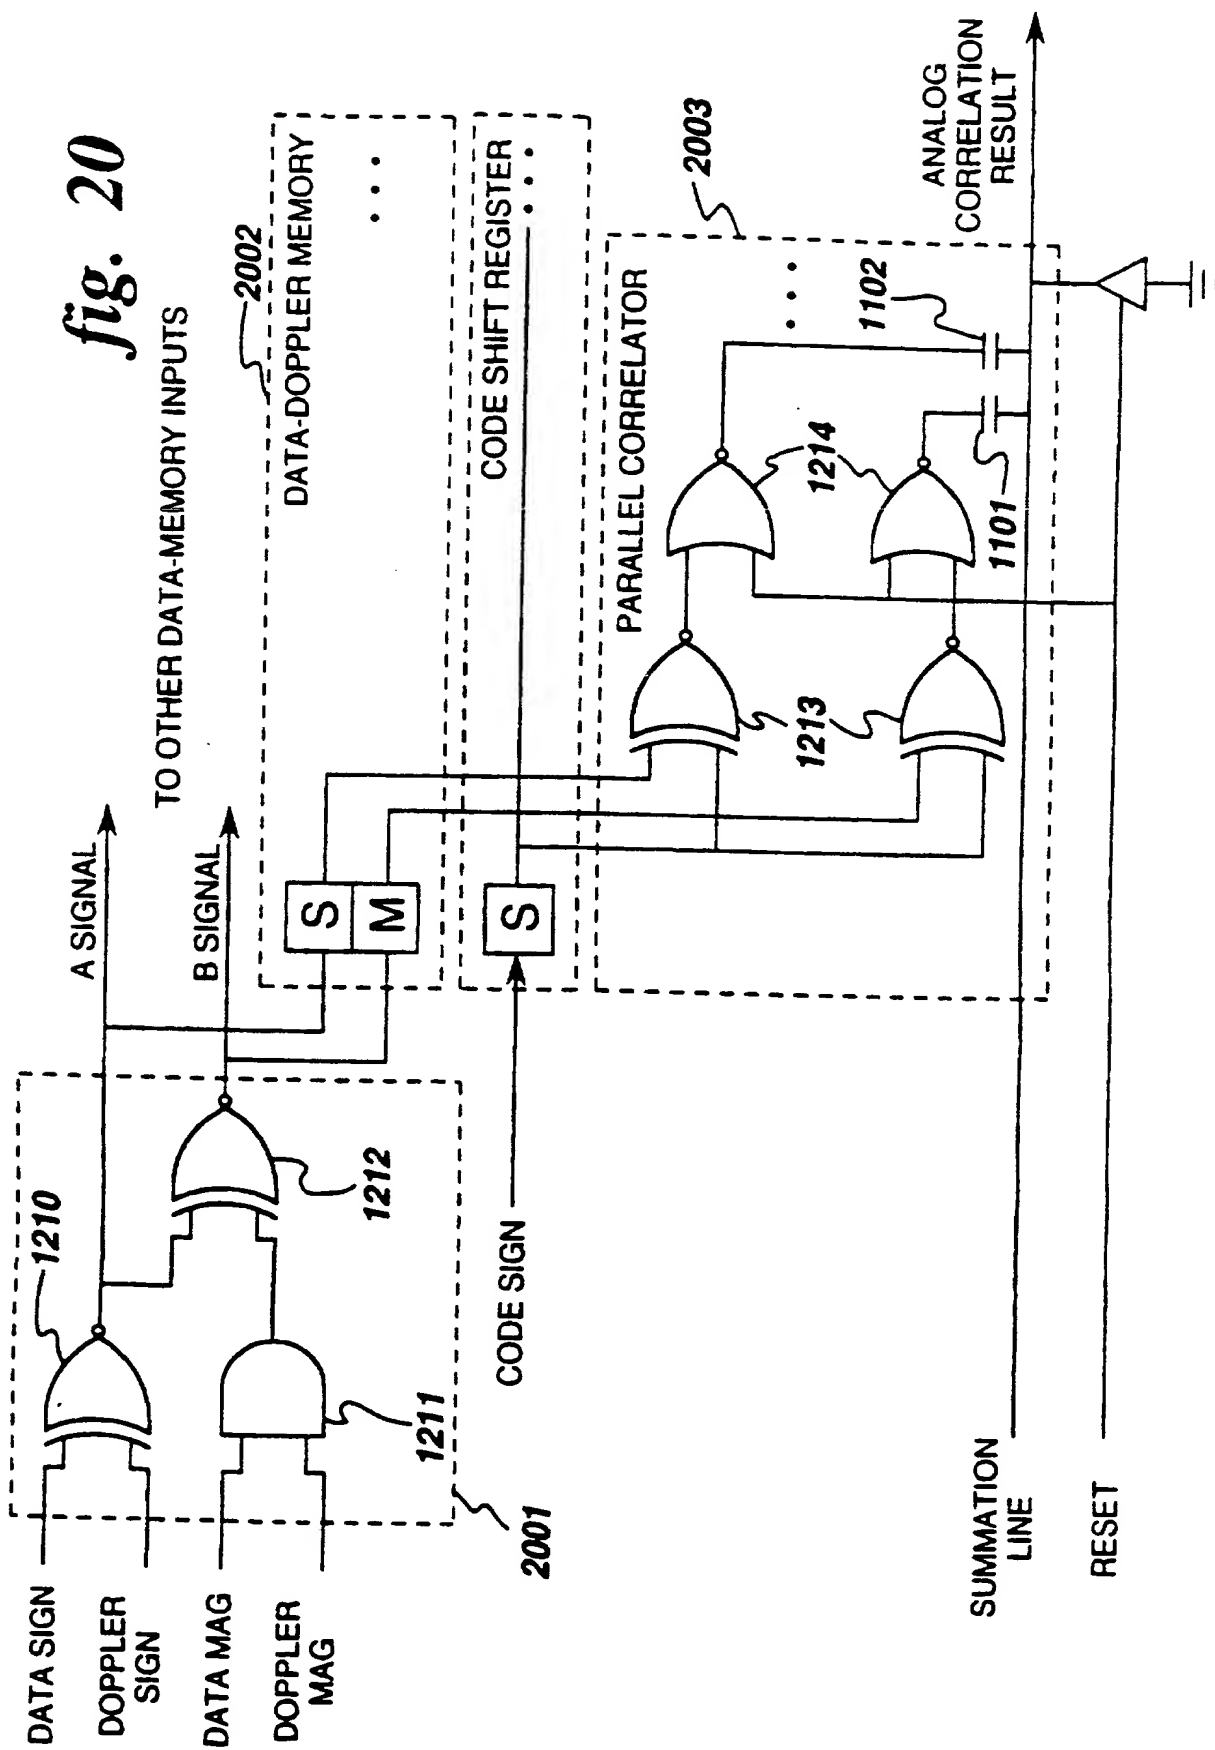 fig. 20
DATA SIGN
DOPPLER
SIGN
DATA MAG
DOPPLER
MAG
1210
1211
1212
2001
A SIGNAL
B SIGNAL
TO OTHER DATA-MEMORY INPUTS
2002
DATA-DOPPLER MEMORY
S
M
• • •
CODE SIGN
S
CODE SHIFT REGISTER
• • •
PARALLEL CORRELATOR
2003
1213
1214
1101
1102
• • •
SUMMATION
LINE
RESET
ANALOG
CORRELATION
RESULT